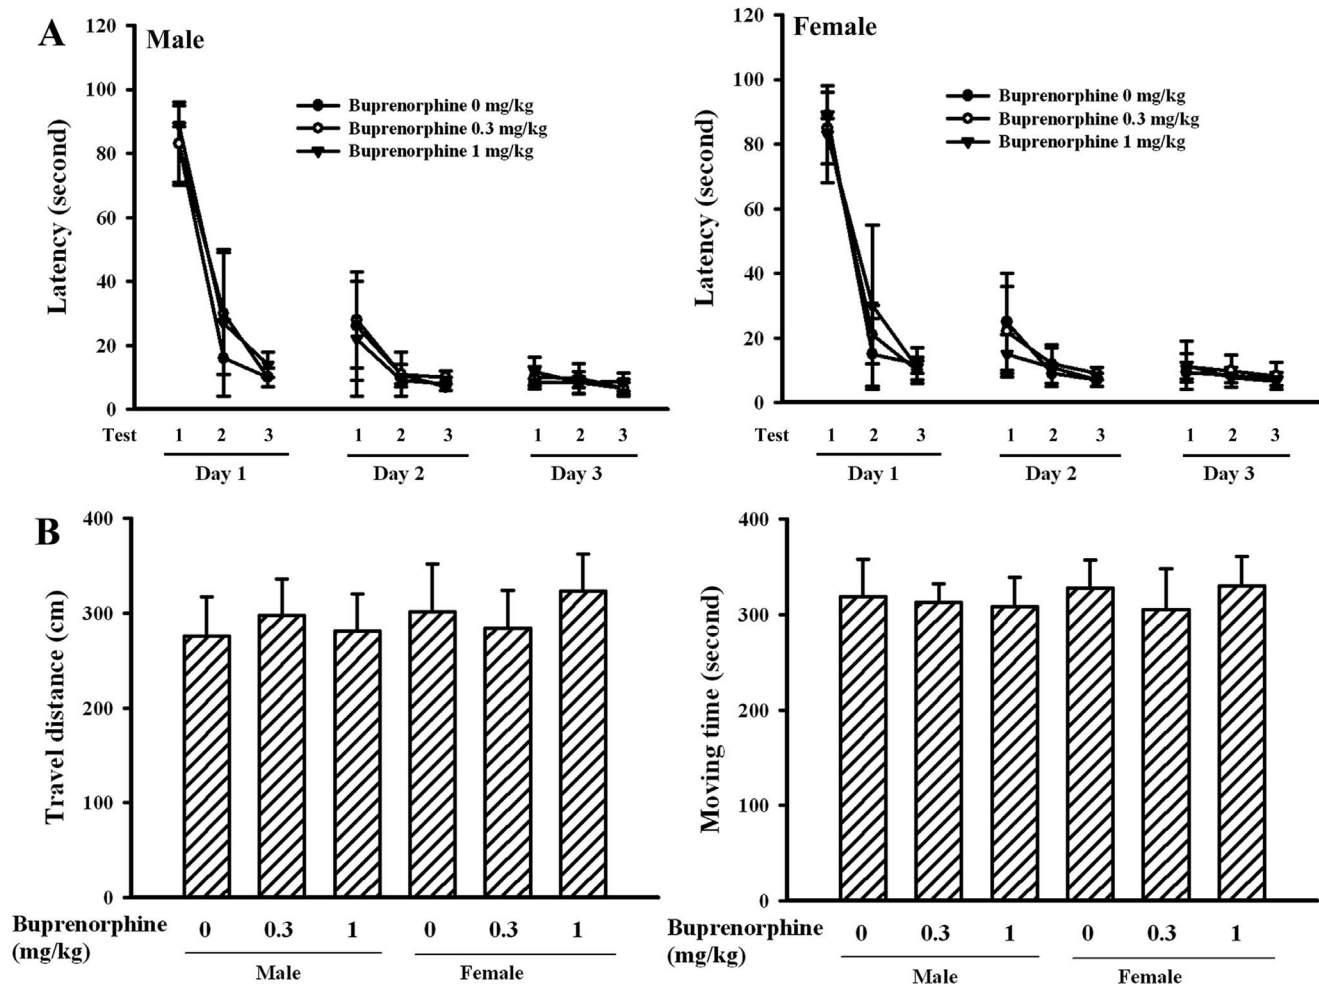 A
Male
Latency (second)
120
100
80
60
40
20
0
Buprenorphine 0 mg/kg
Buprenorphine 0.3 mg/kg
Buprenorphine 1 mg/kg
Test 1 2 3 1 2 3 1 2 3
Day 1 Day 2 Day 3
Female
Latency (second)
120
100
80
60
40
20
0
Buprenorphine 0 mg/kg
Buprenorphine 0.3 mg/kg
Buprenorphine 1 mg/kg
Test 1 2 3 1 2 3 1 2 3
Day 1 Day 2 Day 3
B
Travel distance (cm)
400
300
200
100
0
Buprenorphine 0 0.3 1 0 0.3 1
(mg/kg)
Male Female
Moving time (second)
400
300
200
100
0
Buprenorphine 0 0.3 1 0 0.3 1
(mg/kg)
Male Female